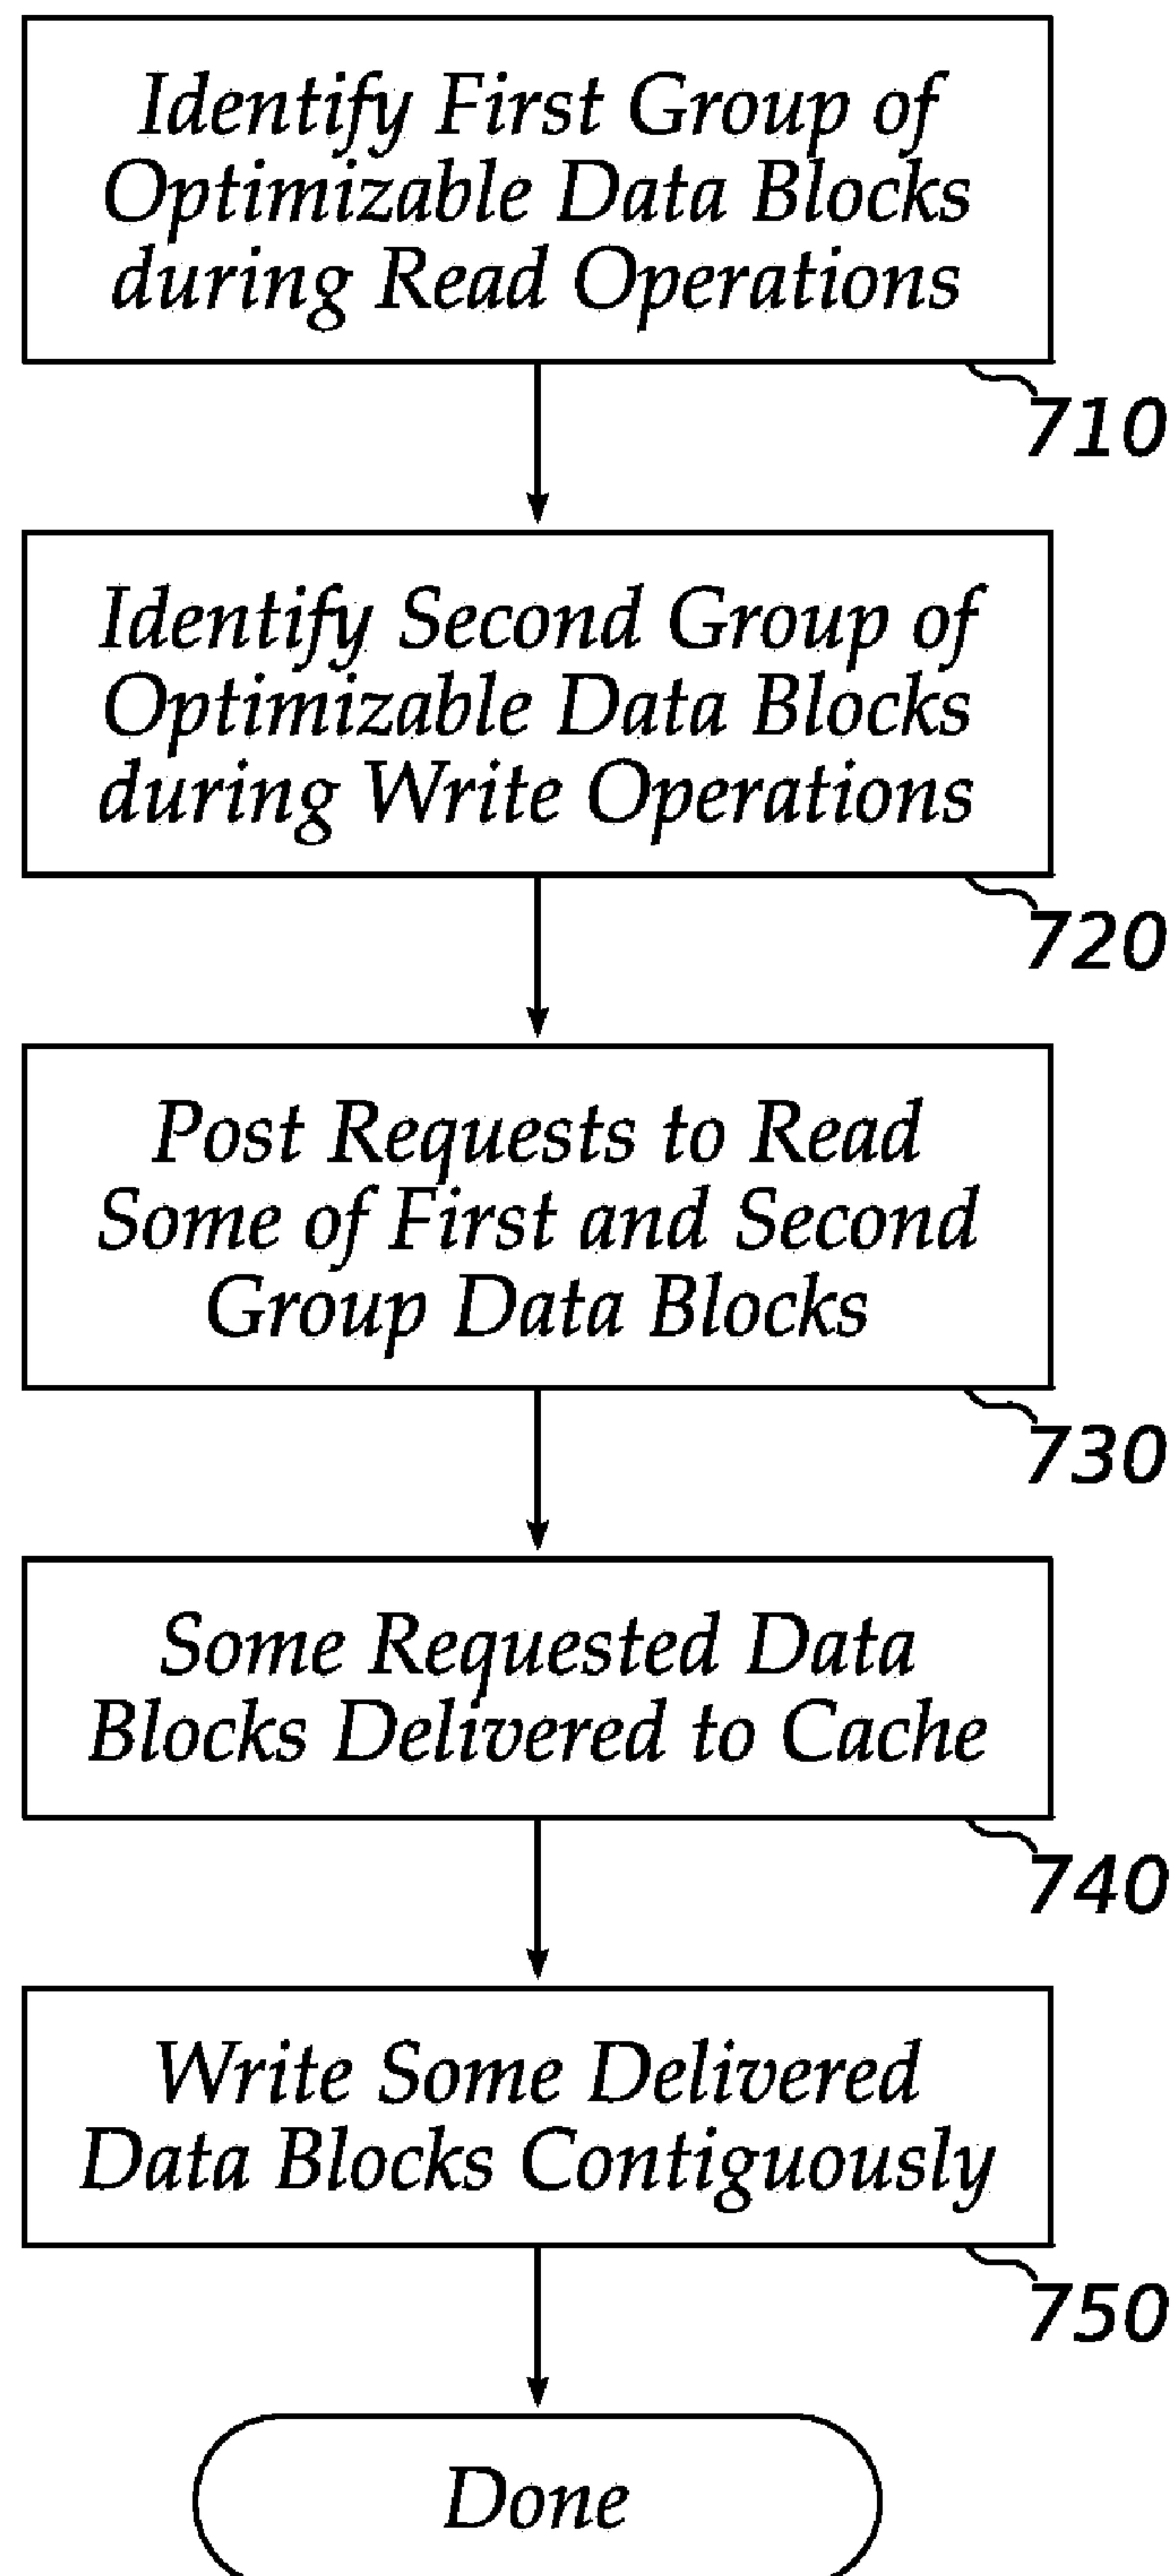 Identify First Group of
Optimizable Data Blocks
during Read Operations
710
Identify Second Group of
Optimizable Data Blocks
during Write Operations
720
Post Requests to Read
Some of First and Second
Group Data Blocks
730
Some Requested Data
Blocks Delivered to Cache
740
Write Some Delivered
Data Blocks Contiguously
750
Done